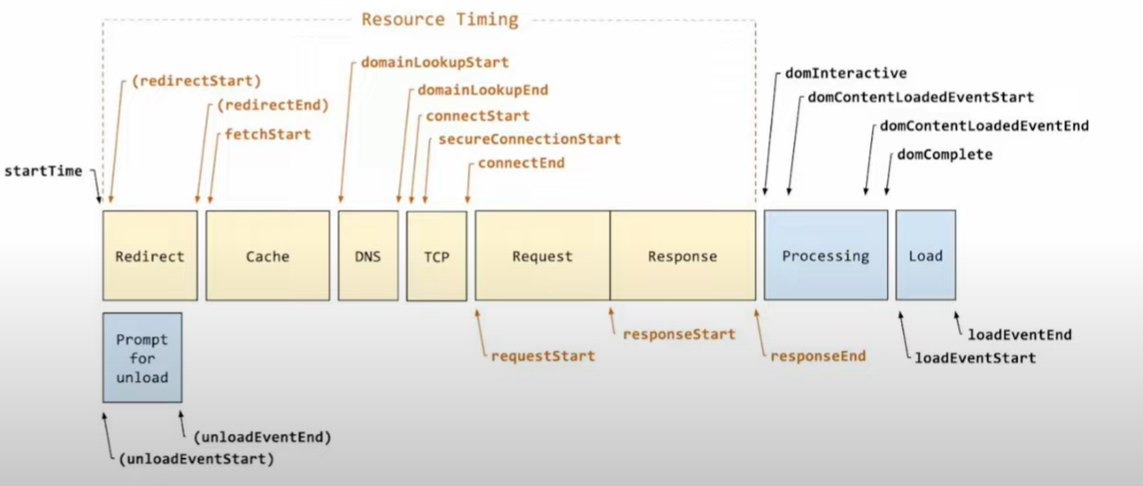 Resource Timing
domainLookupStart
(redirectStart)
domInteractive
domainLookupEnd
domContentLoadedEventStart
(redirectEnd)
connectStart
domContentLoadedEventEnd
fetchStart
secureConnectionStart
domComplete
connectEnd
startTime
Redirect
Cache
DNS
TCP
Request
Response
Processing
Load
Prompt
for
unload
responseStart
loadEventEnd
requestStart
responseEnd
loadEventStart
(unloadEventEnd)
(unloadEventStart)